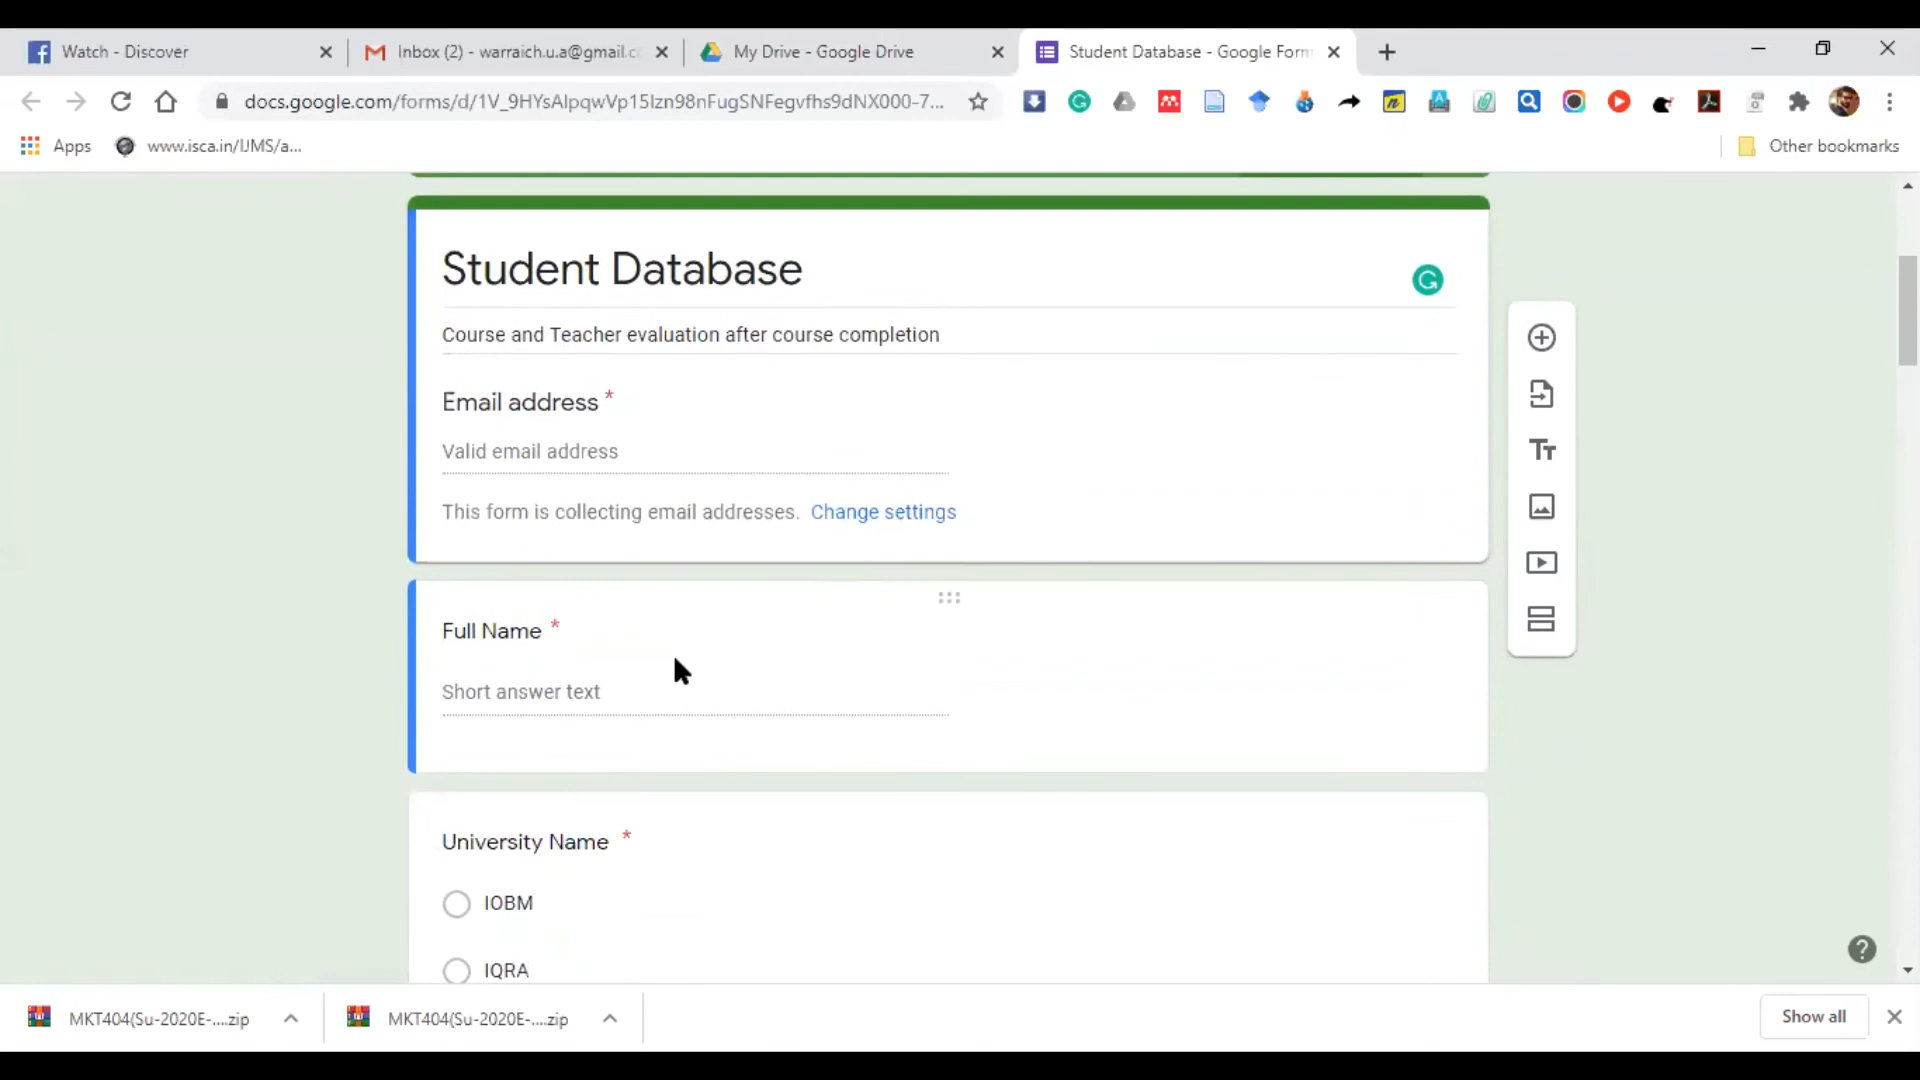 Watch - Discover
Inbox (2) - warraich.u.a@gmail.c
My Drive - Google Drive
Student Database - Google Form
docs.google.com/forms/d/1V_9HYsAlpqwVp15Izn98nFugSNFegvfhs9dNX000-7...
Apps
www.isca.in/IJMS/a...
Other bookmarks
Student Database
Course and Teacher evaluation after course completion
Email address *
Valid email address
This form is collecting email addresses. Change settings
Full Name *
Short answer text
University Name *
IOBM
IQRA
MKT404(Su-2020E-....zip
MKT404(Su-2020E-....zip
Show all